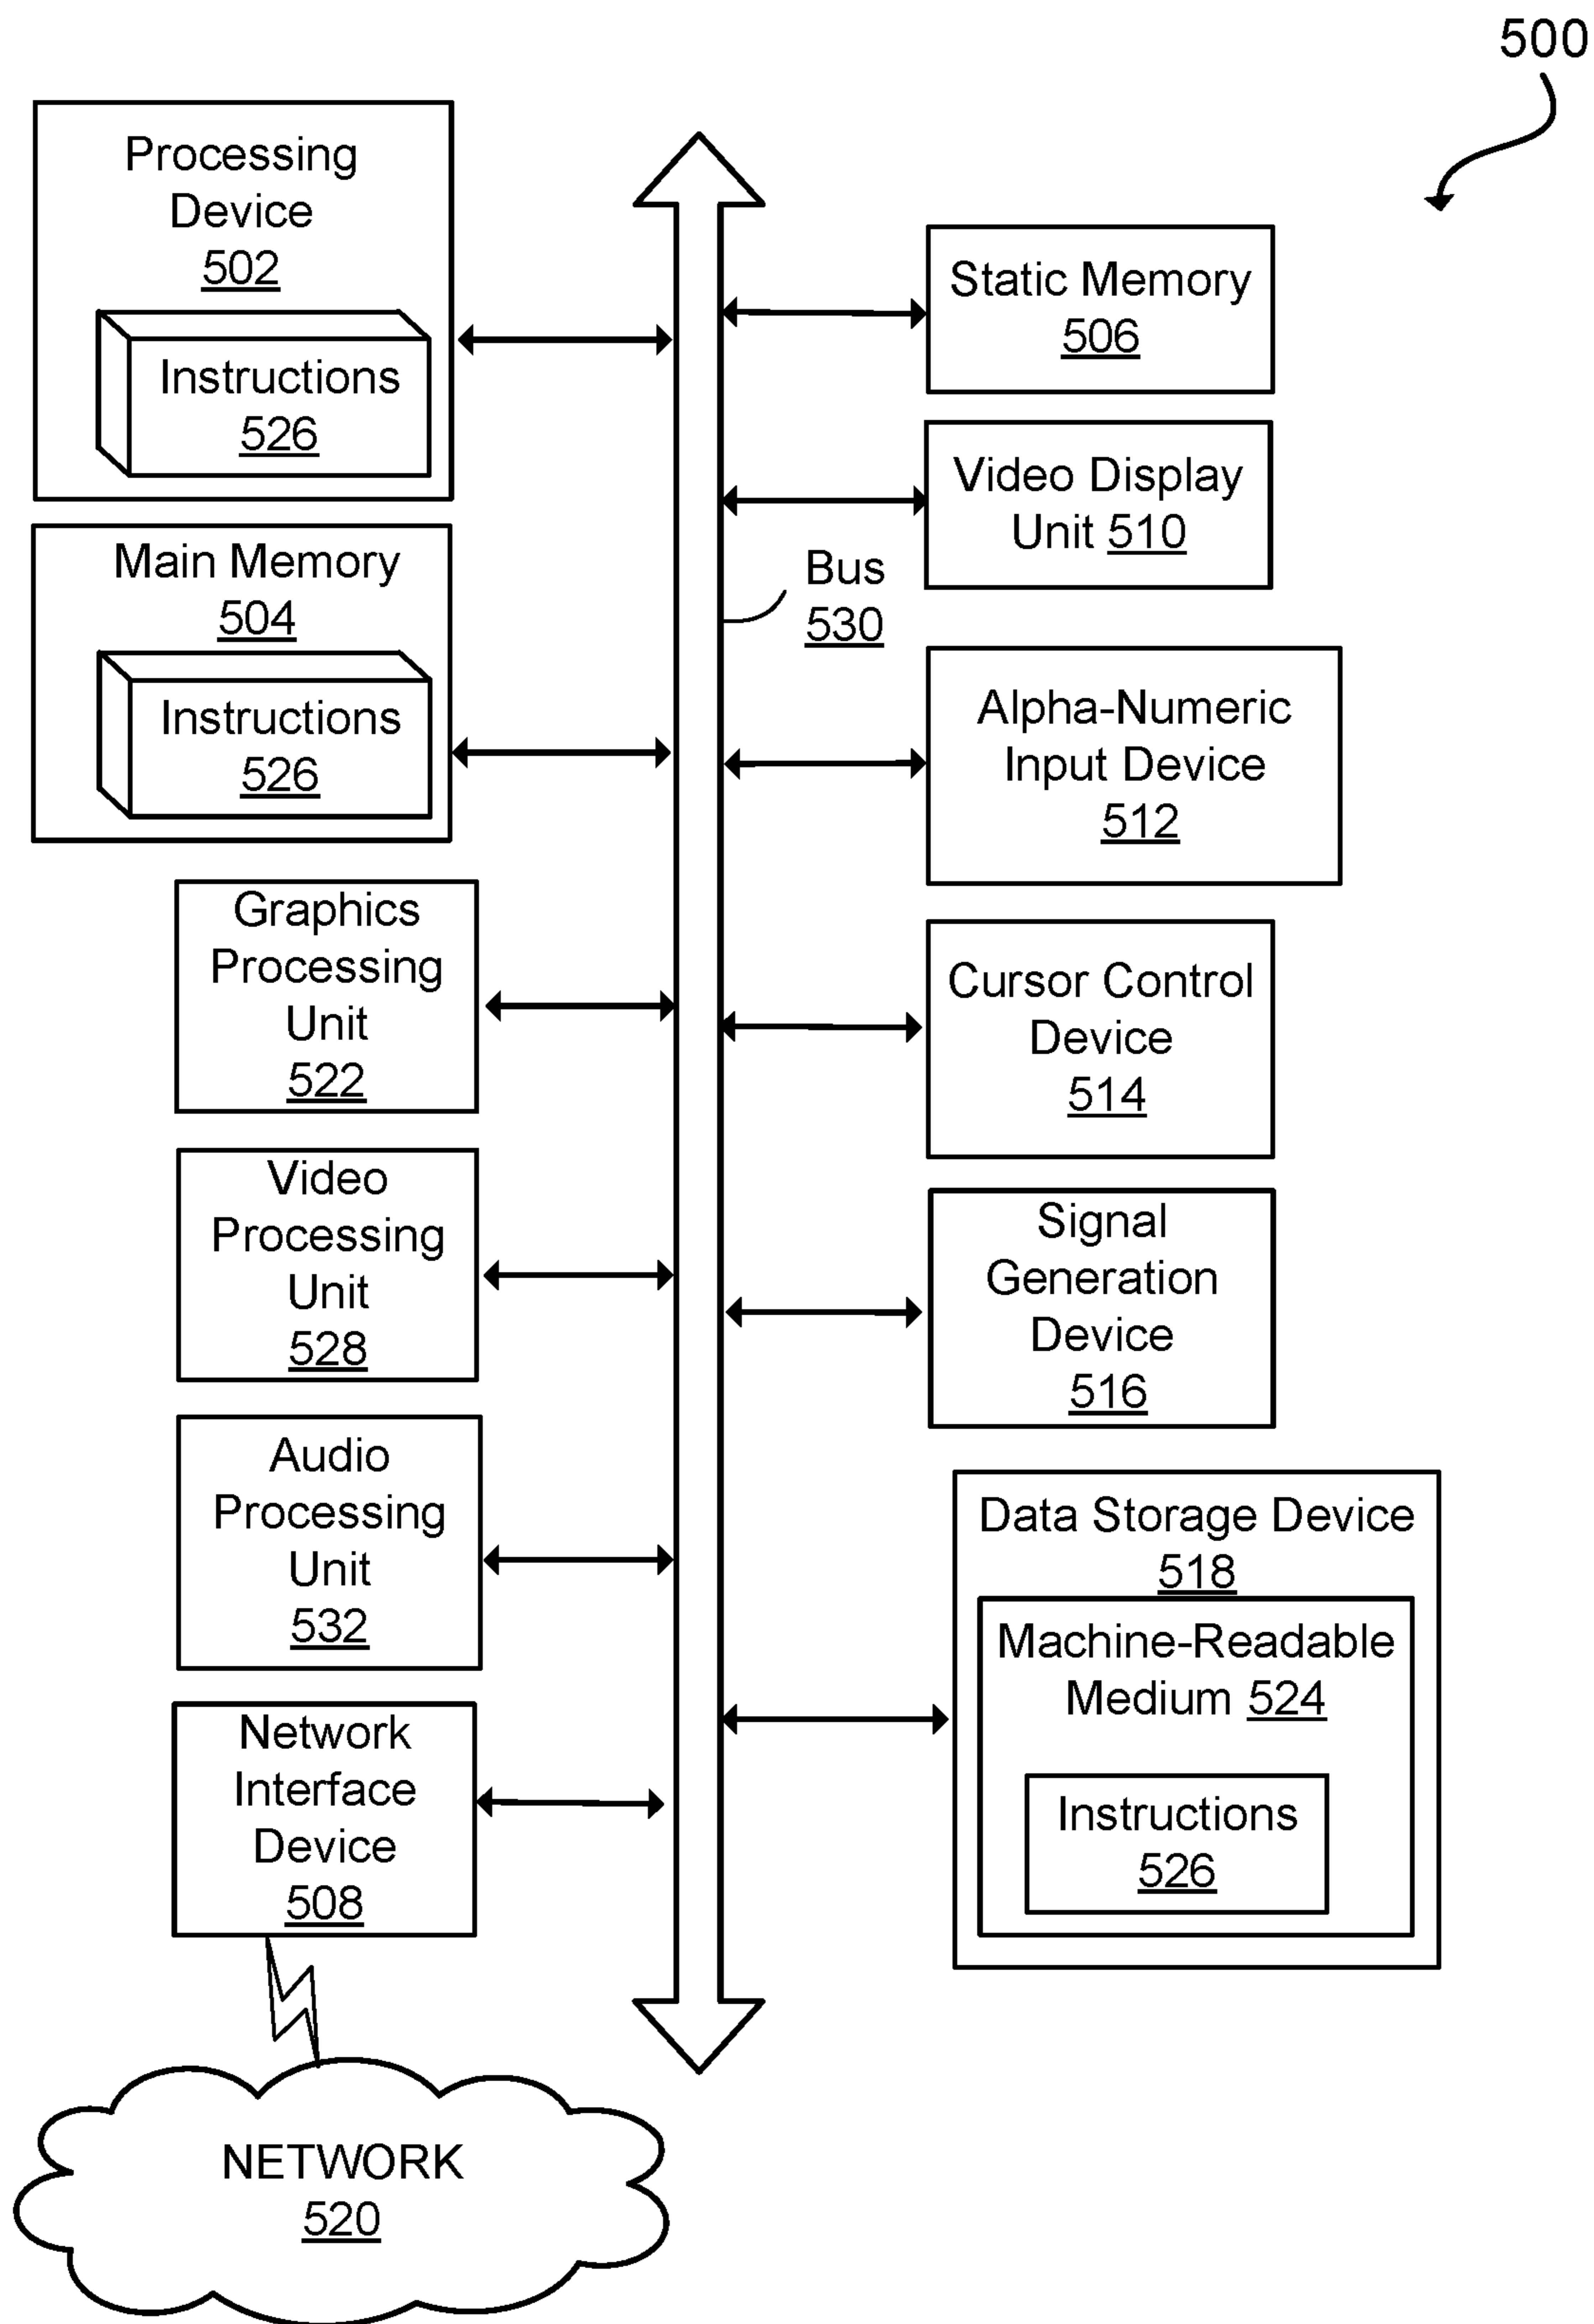 500
Processing
Device
502
Instructions
526
Main Memory
504
Instructions
526
Graphics
Processing
Unit
522
Video
Processing
Unit
528
Audio
Processing
Unit
532
Network
Interface
Device
508
NETWORK
520
Bus
530
Static Memory
506
Video Display
Unit 510
Alpha-Numeric
Input Device
512
Cursor Control
Device
514
Signal
Generation
Device
516
Data Storage Device
518
Machine-Readable
Medium 524
Instructions
526